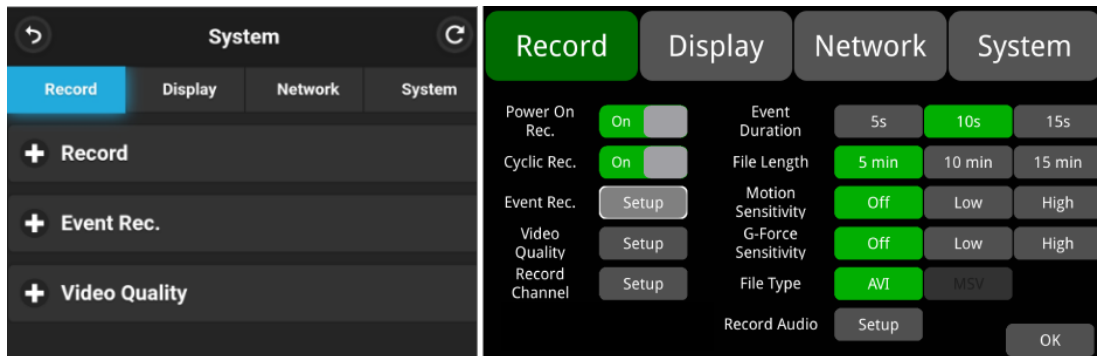 System
Record Display Network System
Record
Event Rec.
Video Quality
Record Display Network System
Power On
Rec.
On
Event
Duration
5s 10s 15s
Cyclic Rec. On File Length 5 min 10 min 15 min
Event Rec. Setup
Motion
Sensitivity
Off Low High
Video
Quality
Setup
G-Force
Sensitivity
Off Low High
Record
Channel
Setup
File Type AVI MSV
Record Audio Setup
OK